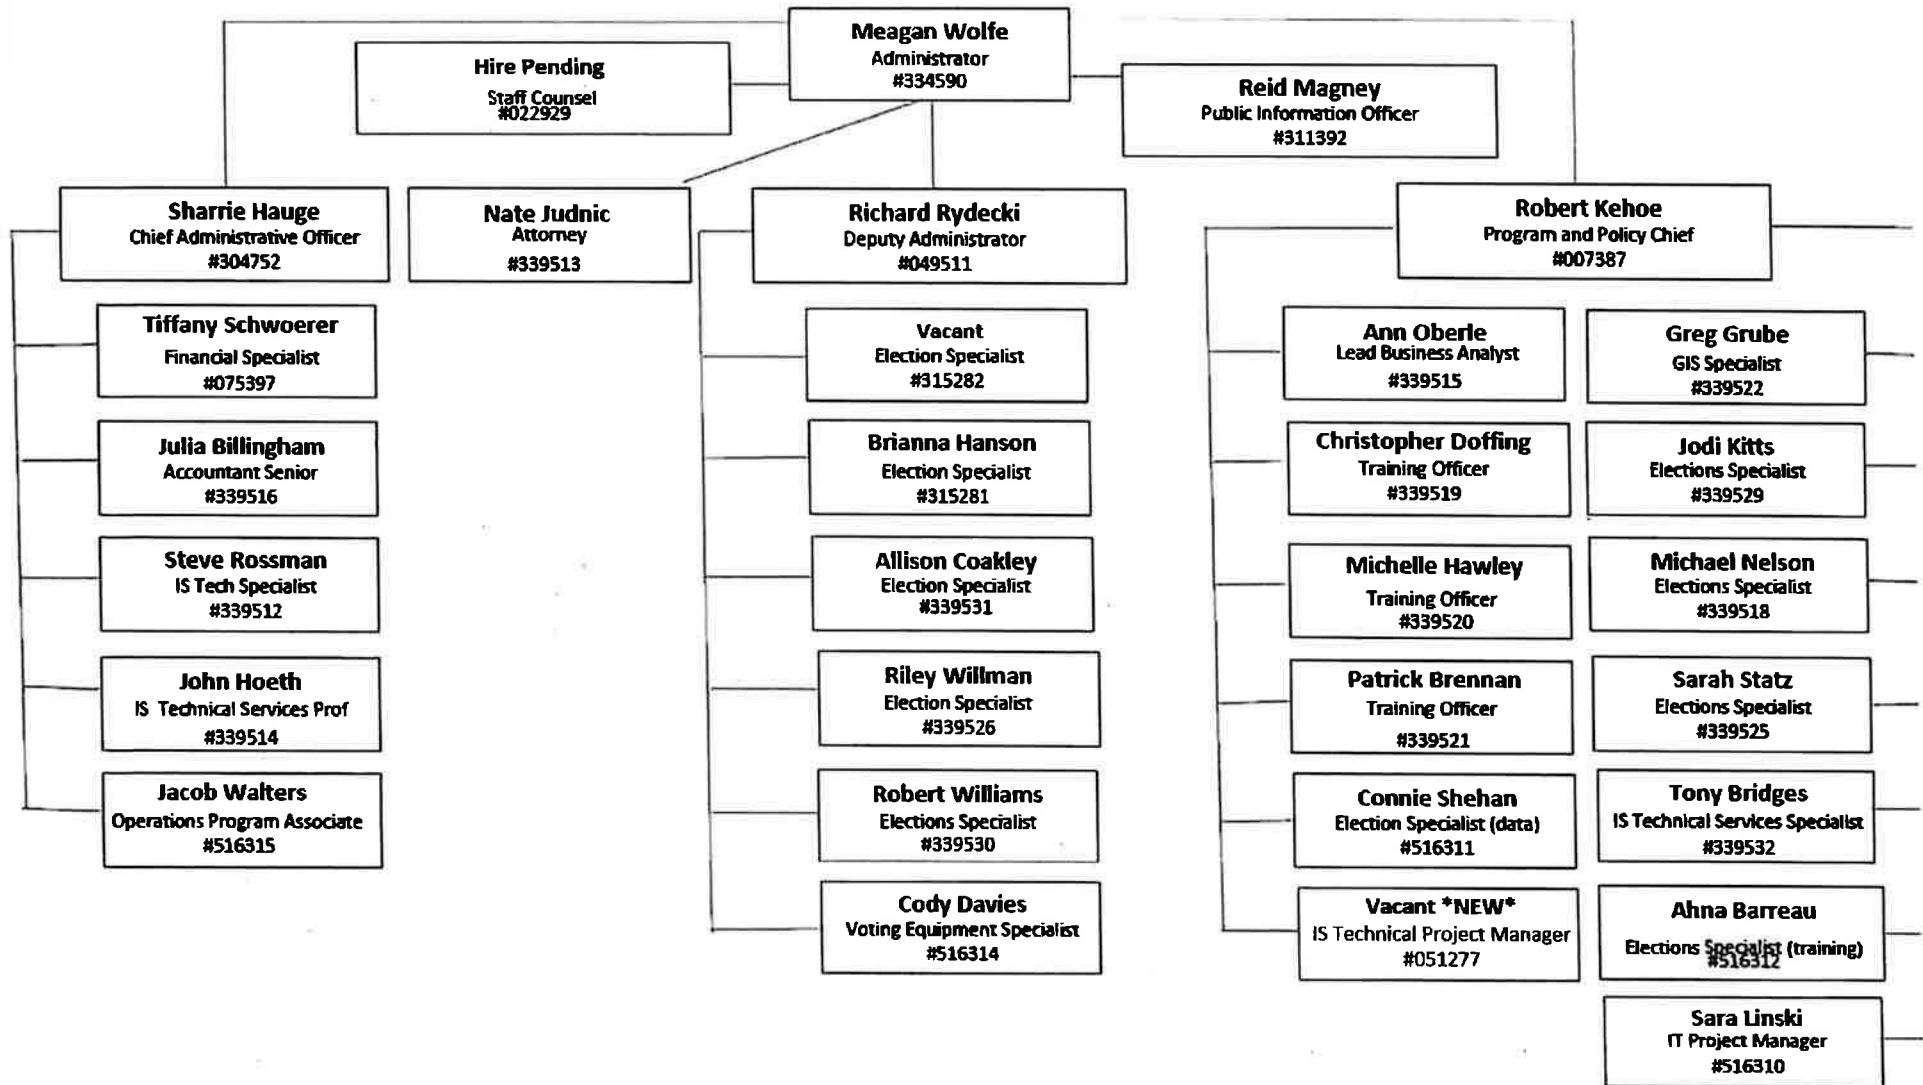 Meagan Wolfe
Administrator
#334590
Hire Pending
Staff Counsel
#022929
Reid Magney
Public Information Officer
#311392
Sharrie Hauge
Chief Administrative Officer
#304752
Nate Judnic
Attorney
#339513
Richard Rydecki
Deputy Administrator
#049511
Robert Kehoe
Program and Policy Chief
#007387
Tiffany Schwoerer
Financial Specialist
#075397
Julia Billingham
Accountant Senior
#339516
Steve Rossman
IS Tech Specialist
#339512
John Hoeth
IS Technical Services Prof
#339514
Jacob Walters
Operations Program Associate
#516315
Vacant
Election Specialist
#315282
Brianna Hanson
Election Specialist
#315281
Allison Coakley
Election Specialist
#339531
Riley Willman
Election Specialist
#339526
Robert Williams
Elections Specialist
#339530
Cody Davies
Voting Equipment Specialist
#516314
Ann Oberle
Lead Business Analyst
#339515
Christopher Doffing
Training Officer
#339519
Michelle Hawley
Training Officer
#339520
Patrick Brennan
Training Officer
#339521
Connie Shehan
Election Specialist (data)
#516311
Vacant *NEW*
IS Technical Project Manager
#051277
Greg Grube
GIS Specialist
#339522
Jodi Kitts
Elections Specialist
#339529
Michael Nelson
Elections Specialist
#339518
Sarah Statz
Elections Specialist
#339525
Tony Bridges
IS Technical Services Specialist
#339532
Ahna Barreau
Elections Specialist (training)
#516312
Sara Linski
IT Project Manager
#516310